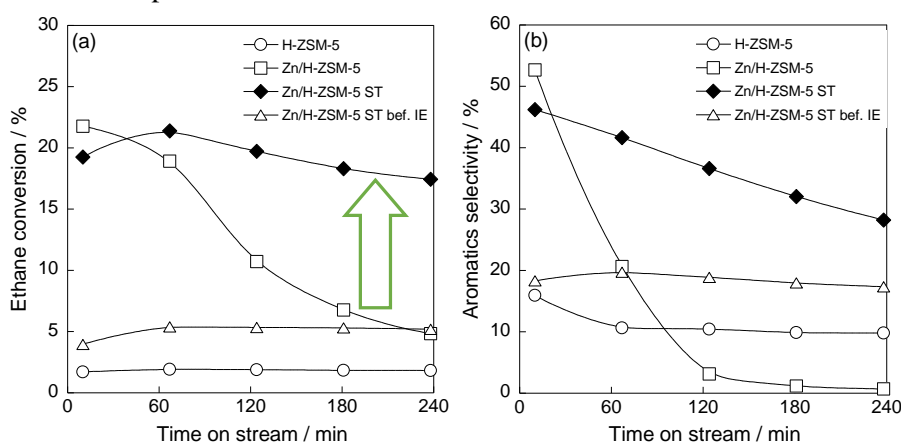 (a)
H-ZSM-5
Zn/H-ZSM-5
Zn/H-ZSM-5 ST
Zn/H-ZSM-5 ST bef. IE
30
25
20
15
10
5
0
0 60 120 180 240
Ethane conversion / %
Time on stream / min
(b)
H-ZSM-5
Zn/H-ZSM-5
Zn/H-ZSM-5 ST
Zn/H-ZSM-5 ST bef. IE
60
50
40
30
20
10
0
0 60 120 180 240
Aromatics selectivity / %
Time on stream / min